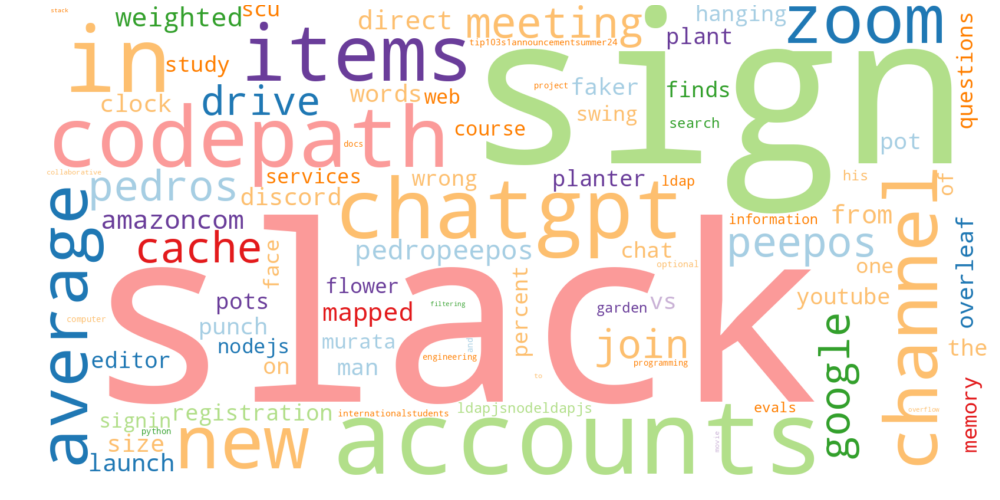 stack
weighted
scu
direct
meeting
hanging
zoom
in
study
items
tip103s1announcementsummer24
plant
sign
questions
clock
drive
words
web
project
faker
finds
swing
search
codepath
course
docs
pot
collaborative
pedros
services
discord
wrong
chatgpt
planter
ldap
his
channel
of
average
amazoncom
cache
face
pedropeepos
chat
optional
information
peepos
from
one
overleaf
slack
pots
flower
mapped
filtering
percent
garden
vs
youtube
computer
punch
nodejs
editor
on
murata
man
and
engineering
join
programming
to
google
the
memory
signin
python
registration
internationalstudents
ldapjsnodeldapjs
evals
overflow
size
launch
new
accounts
movie